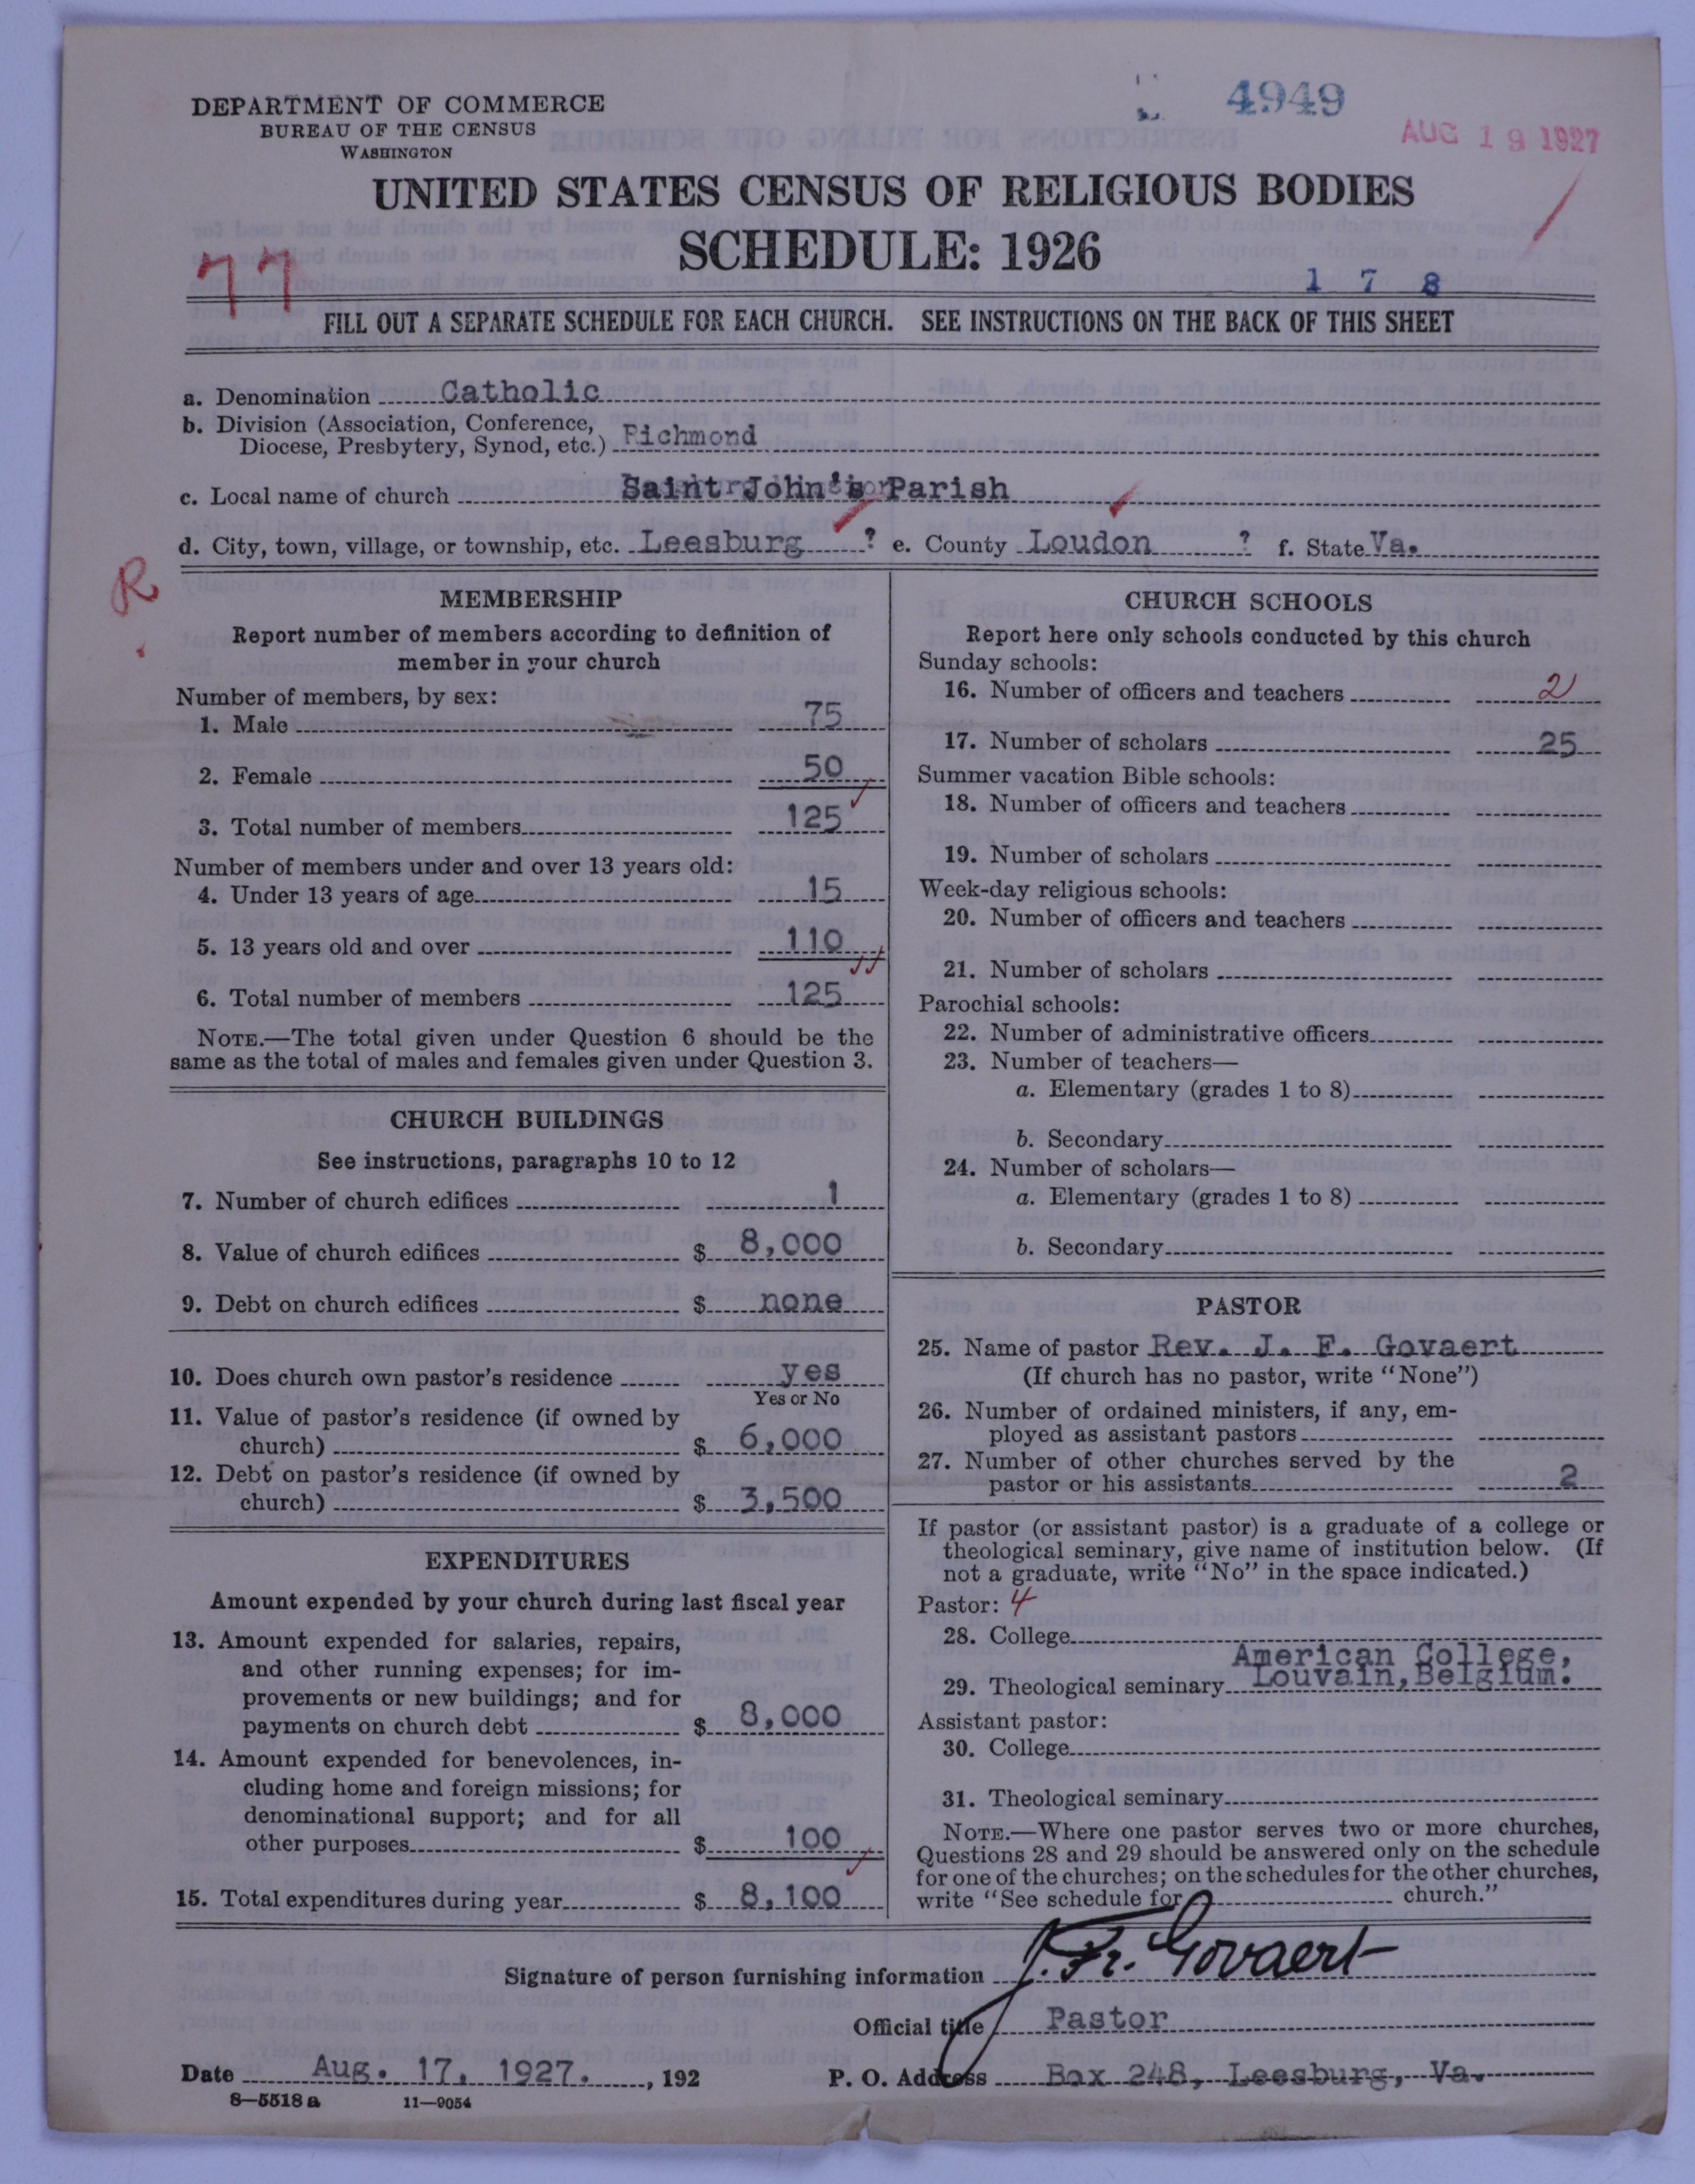 DEPARTMENT OF COMMERCE
BUREAU OF THE CENSUS
WASHINGTON
4949
AUG 19 1927
UNITED STATES CENSUS OF RELIGIOUS BODIES
SCHEDULE: 1926
77
1 7 8
FILL OUT A SEPARATE SCHEDULE FOR EACH CHURCH. SEE INSTRUCTIONS ON THE BACK OF THIS SHEET
a. Denomination Catholic
b. Division (Association, Conference,
Diocese, Presbytery, Synod, etc.) Richmond
c. Local name of church Saint John's Parish
d. City, town, village, or township, etc. Leesburg ? e. County Loudon ? f. State Va.
R
MEMBERSHIP
Report number of members according to definition of
member in your church
Number of members, by sex:
1. Male 75
2. Female 50
3. Total number of members 125
Number of members under and over 13 years old:
4. Under 13 years of age 15
5. 13 years old and over 110
6. Total number of members 125
NOTE.—The total given under Question 6 should be the
same as the total of males and females given under Question 3.
CHURCH BUILDINGS
See instructions, paragraphs 10 to 12
7. Number of church edifices 1
8. Value of church edifices $ 8,000
9. Debt on church edifices $ none
10. Does church own pastor's residence yes
Yes or No
11. Value of pastor's residence (if owned by
church) $ 6,000
12. Debt on pastor's residence (if owned by
church) $ 3,500
EXPENDITURES
Amount expended by your church during last fiscal year
13. Amount expended for salaries, repairs,
and other running expenses; for im-
provements or new buildings; and for
payments on church debt $ 8,000
14. Amount expended for benevolences, in-
cluding home and foreign missions; for
denominational support; and for all
other purposes $ 100
15. Total expenditures during year $ 8,100
CHURCH SCHOOLS
Report here only schools conducted by this church
Sunday schools:
16. Number of officers and teachers 2
17. Number of scholars 25
Summer vacation Bible schools:
18. Number of officers and teachers
19. Number of scholars
Week-day religious schools:
20. Number of officers and teachers
21. Number of scholars
Parochial schools:
22. Number of administrative officers
23. Number of teachers—
a. Elementary (grades 1 to 8)
b. Secondary
24. Number of scholars—
a. Elementary (grades 1 to 8)
b. Secondary
PASTOR
25. Name of pastor Rev. J. F. Govaert
(If church has no pastor, write "None")
26. Number of ordained ministers, if any, em-
ployed as assistant pastors
27. Number of other churches served by the
pastor or his assistants 2
If pastor (or assistant pastor) is a graduate of a college or
theological seminary, give name of institution below. (If
not a graduate, write "No" in the space indicated.)
Pastor: 4
28. College
American College,
29. Theological seminary Louvain, Belgium.
Assistant pastor:
30. College
31. Theological seminary
NOTE.—Where one pastor serves two or more churches,
Questions 28 and 29 should be answered only on the schedule
for one of the churches; on the schedules for the other churches,
write "See schedule for church."
Signature of person furnishing information J. Fr. Govaert
Official title Pastor
Date Aug. 17, 1927. , 192
P. O. Address Box 248, Leesburg, Va.
8—5518 a 11—9054